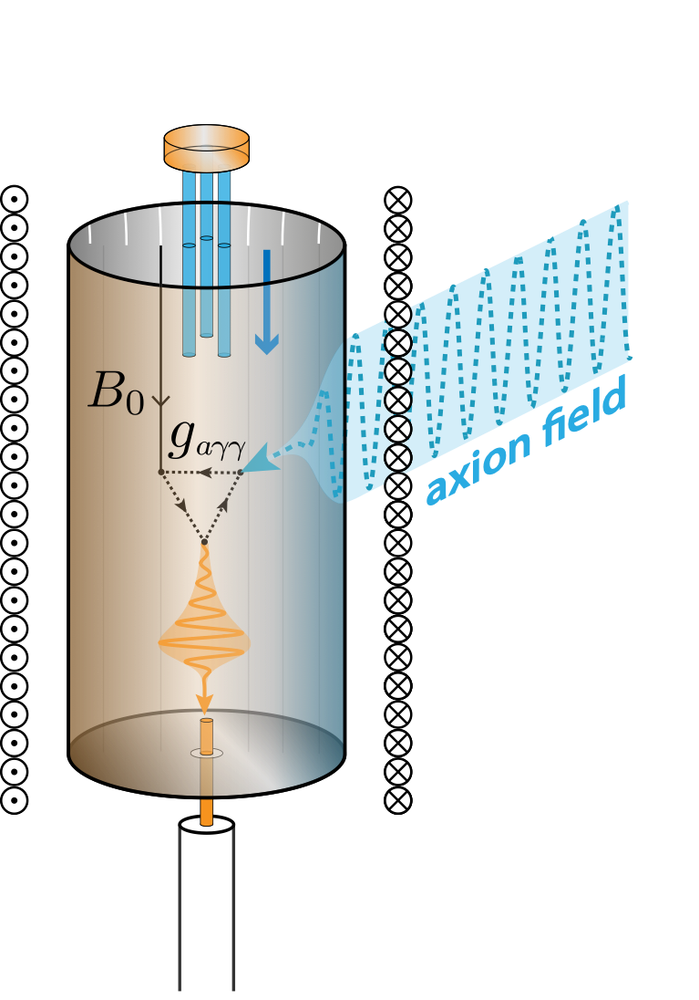 B₀
gₐγγ
axion field